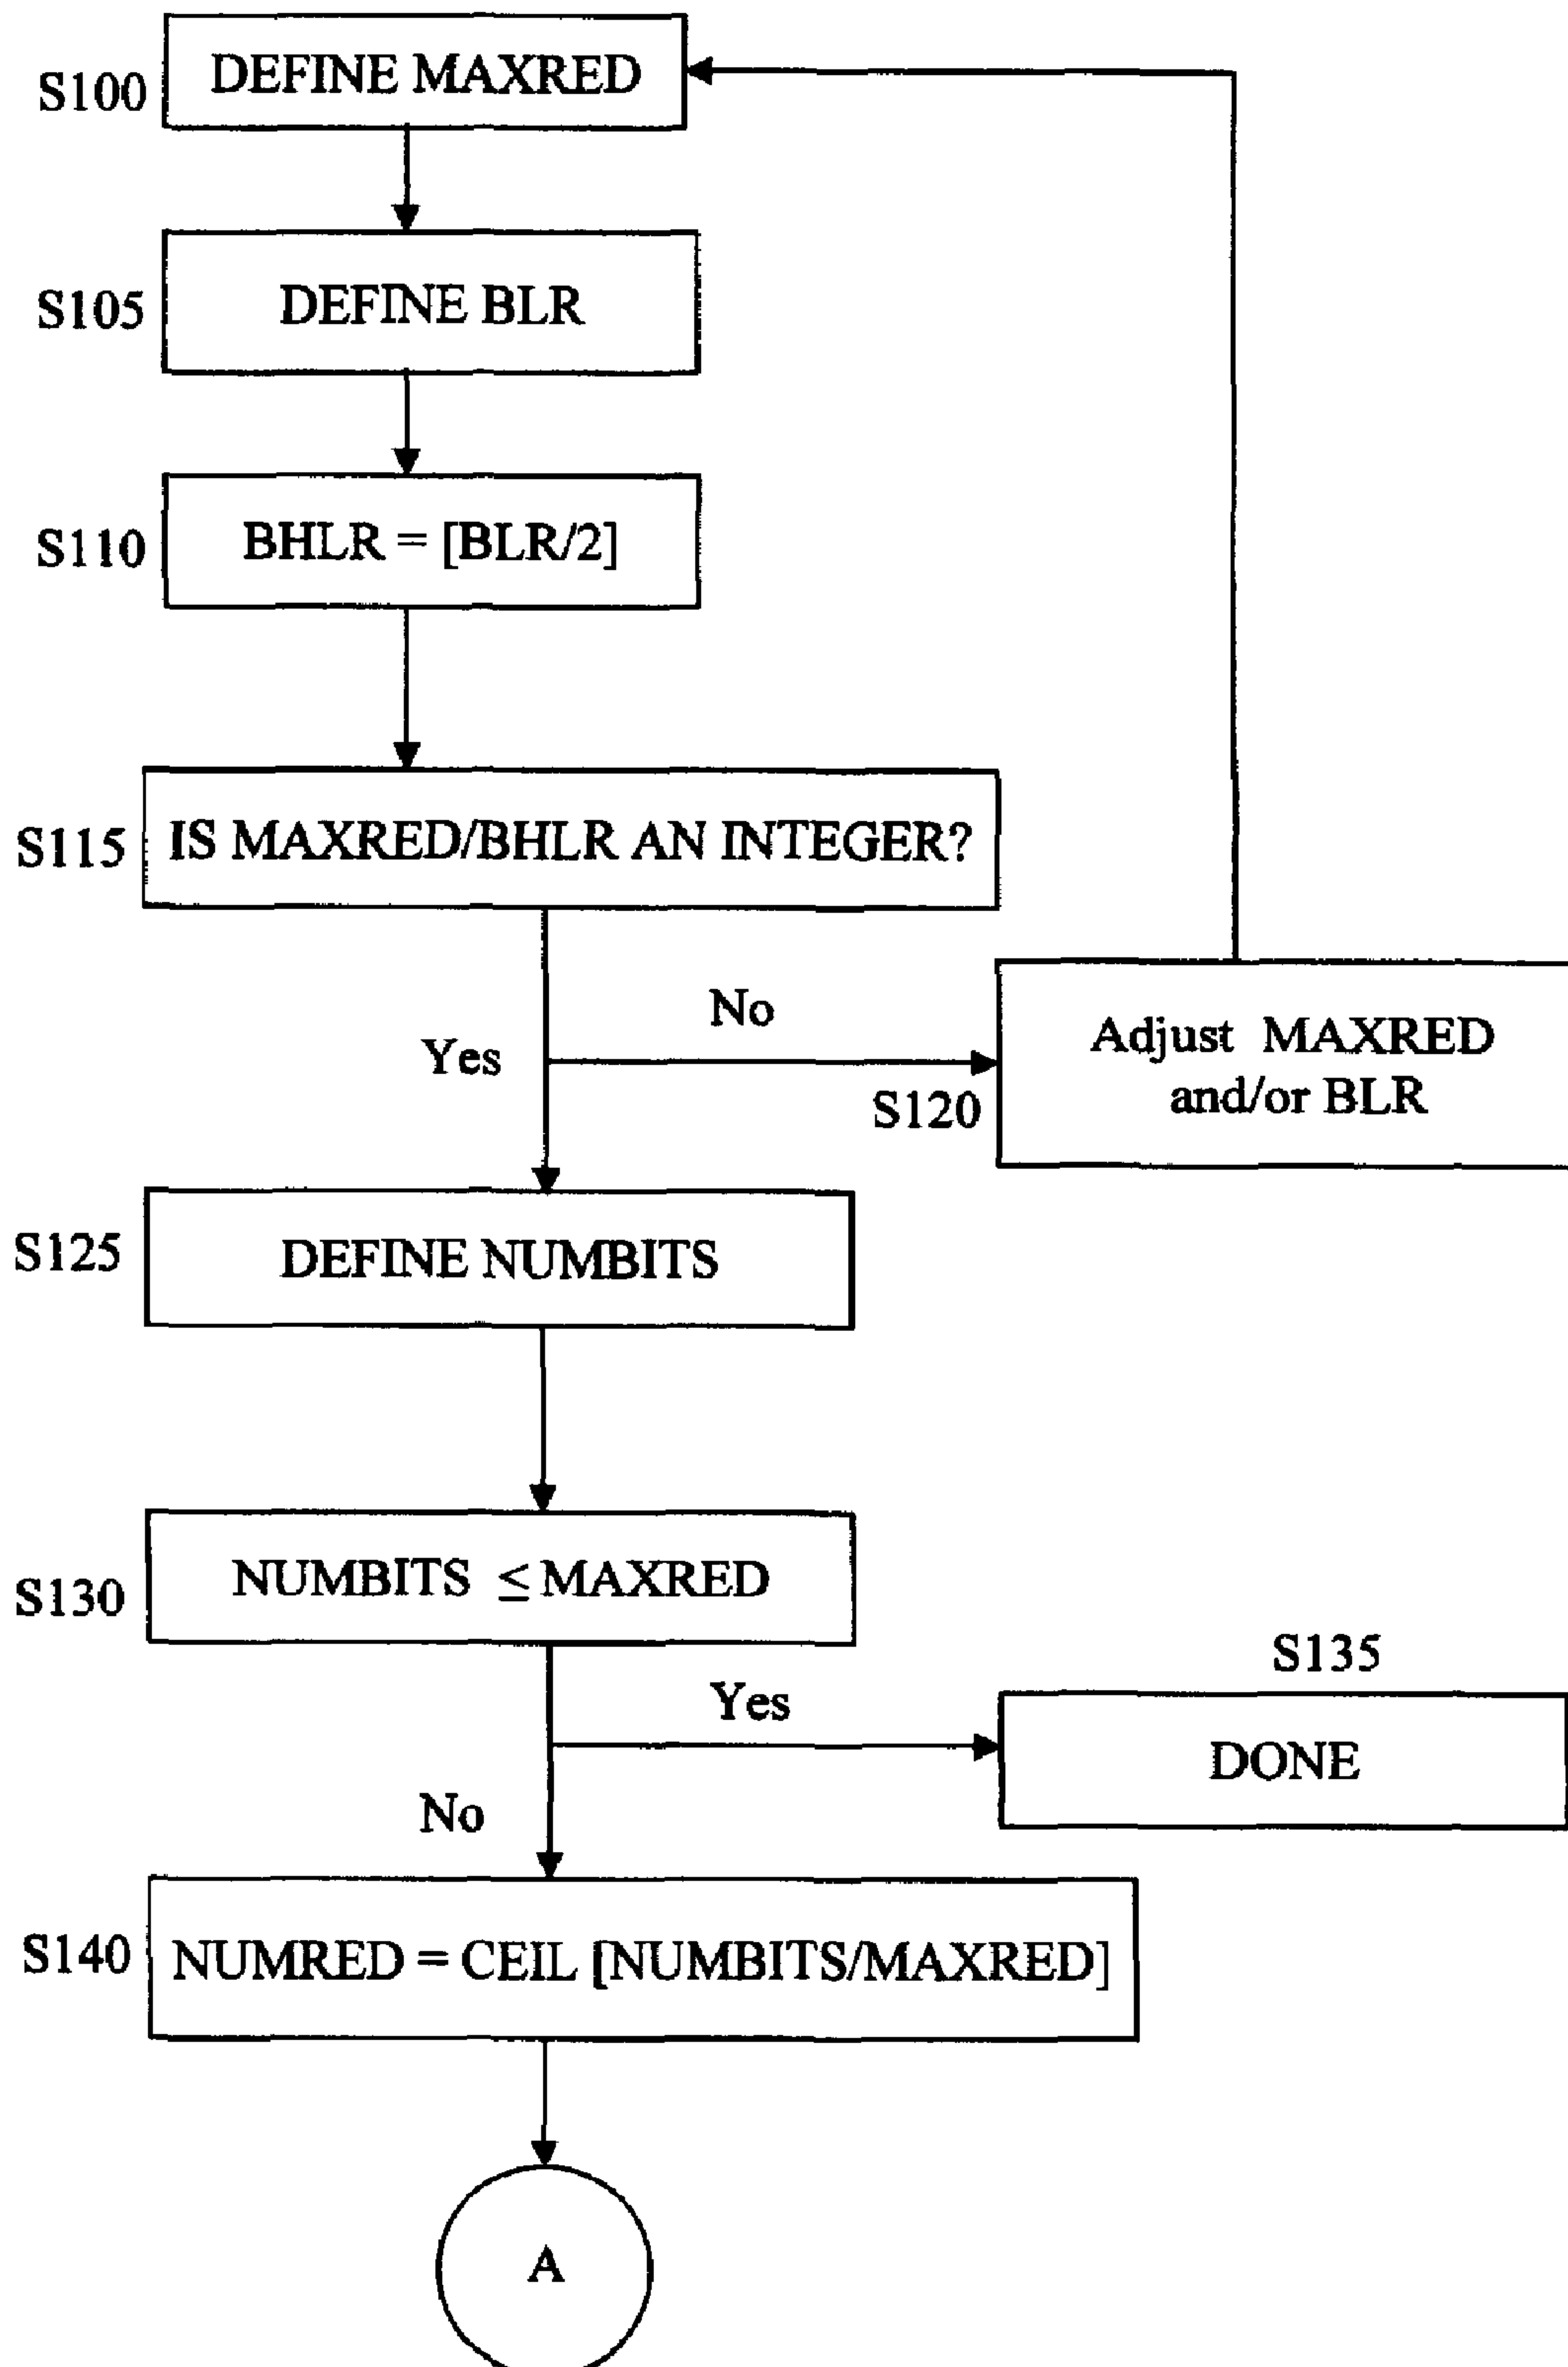 S100
DEFINE MAXRED
S105
DEFINE BLR
S110
BHLR = [BLR/2]
S115
IS MAXRED/BHLR AN INTEGER?
No
Yes
S120
Adjust MAXRED
and/or BLR
S125
DEFINE NUMBITS
S130
NUMBITS ≤ MAXRED
S135
Yes
DONE
No
S140
NUMRED = CEIL [NUMBITS/MAXRED]
A